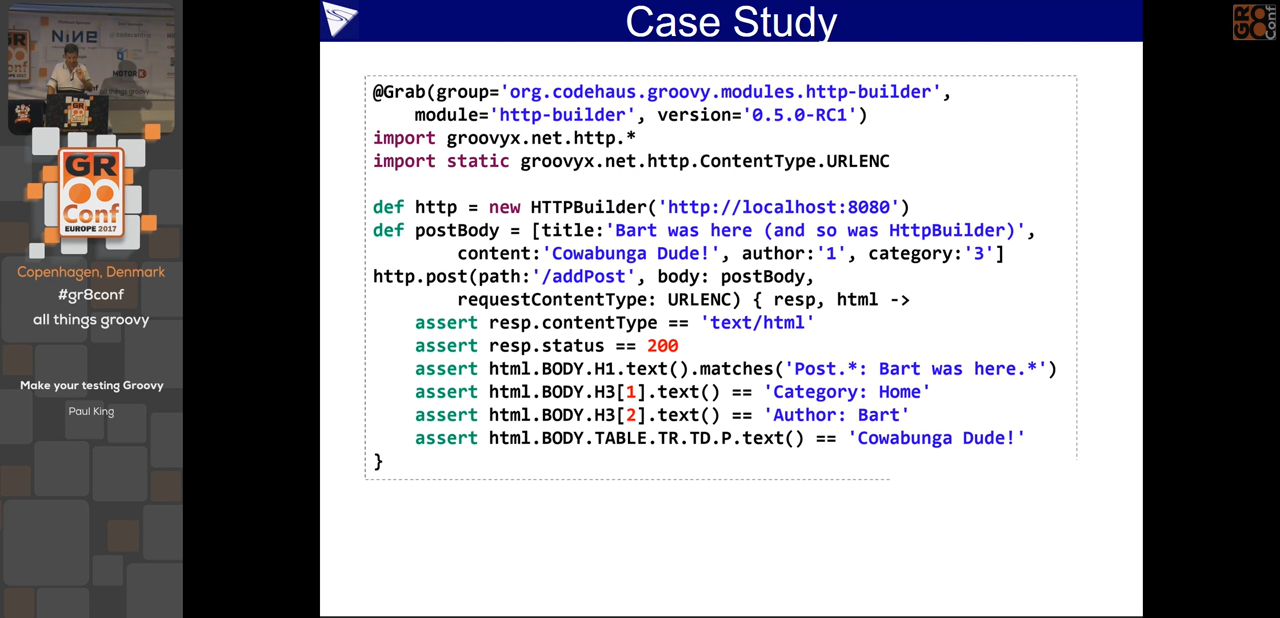 Case Study
@Grab(group='org.codehaus.groovy.modules.http-builder',
    module='http-builder', version='0.5.0-RC1')
import groovyx.net.http.*
import static groovyx.net.http.ContentType.URLENC
def http = new HTTPBuilder('http://localhost:8080')
def postBody = [title:'Bart was here (and so was HttpBuilder)',
        content:'Cowabunga Dude!', author:'1', category:'3']
http.post(path:'/addPost', body: postBody,
        requestContentType: URLENC) { resp, html ->
    assert resp.contentType == 'text/html'
    assert resp.status == 200
    assert html.BODY.H1.text().matches('Post.*: Bart was here.*')
    assert html.BODY.H3[1].text() == 'Category: Home'
    assert html.BODY.H3[2].text() == 'Author: Bart'
    assert html.BODY.TABLE.TR.TD.P.text() == 'Cowabunga Dude!'
}
NINE
GR
Conf
EUROPE 2017
Copenhagen, Denmark
#gr8conf
all things groovy
Make your testing Groovy
Paul King
GR
Conf